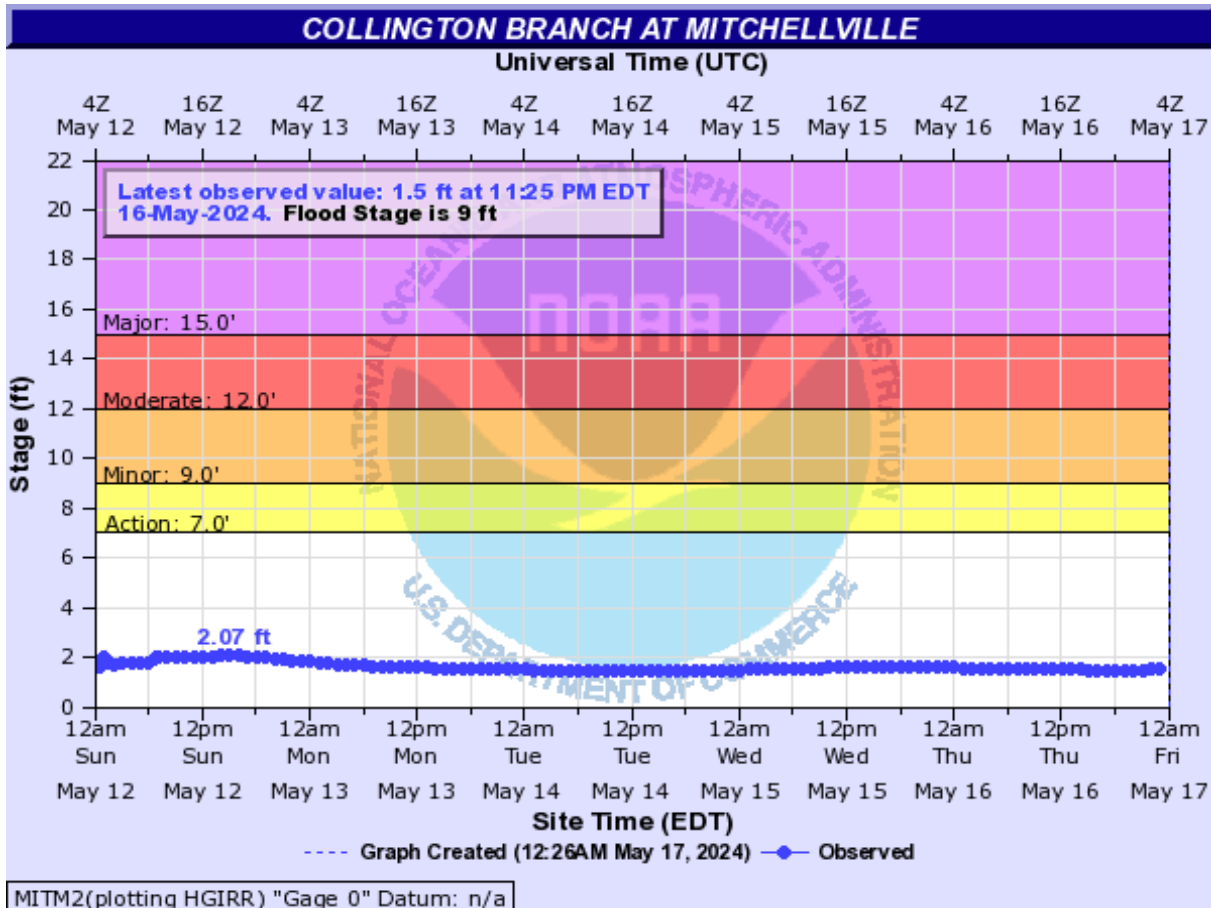 COLLINGTON BRANCH AT MITCHELLVILLE
Universal Time (UTC)
4Z 16Z 4Z 16Z 4Z 16Z 4Z 16Z 4Z 16Z 4Z
May 12 May 12 May 13 May 13 May 14 May 14 May 15 May 15 May 16 May 16 May 17
22
Latest observed value: 1.5 ft at 11:25 PM EDT
16-May-2024. Flood Stage is 9 ft
20
18
16
Major: 15.0'
14
Moderate: 12.0'
12
10
Minor: 9.0'
8
Action: 7.0'
6
4
2.07 ft
2
0
Stage (ft)
NATIONAL OCEANIC AND ATMOSPHERIC ADMINISTRATION
NOAA
U.S. DEPARTMENT OF COMMERCE
12am 12pm 12am 12pm 12am 12pm 12am 12pm 12am 12pm 12am
Sun Sun Mon Mon Tue Tue Wed Wed Thu Thu Fri
May 12 May 12 May 13 May 13 May 14 May 14 May 15 May 15 May 16 May 16 May 17
Site Time (EDT)
---- Graph Created (12:26AM May 17, 2024) Observed
MITM2(plotting HGIRR) "Gage 0" Datum: n/a